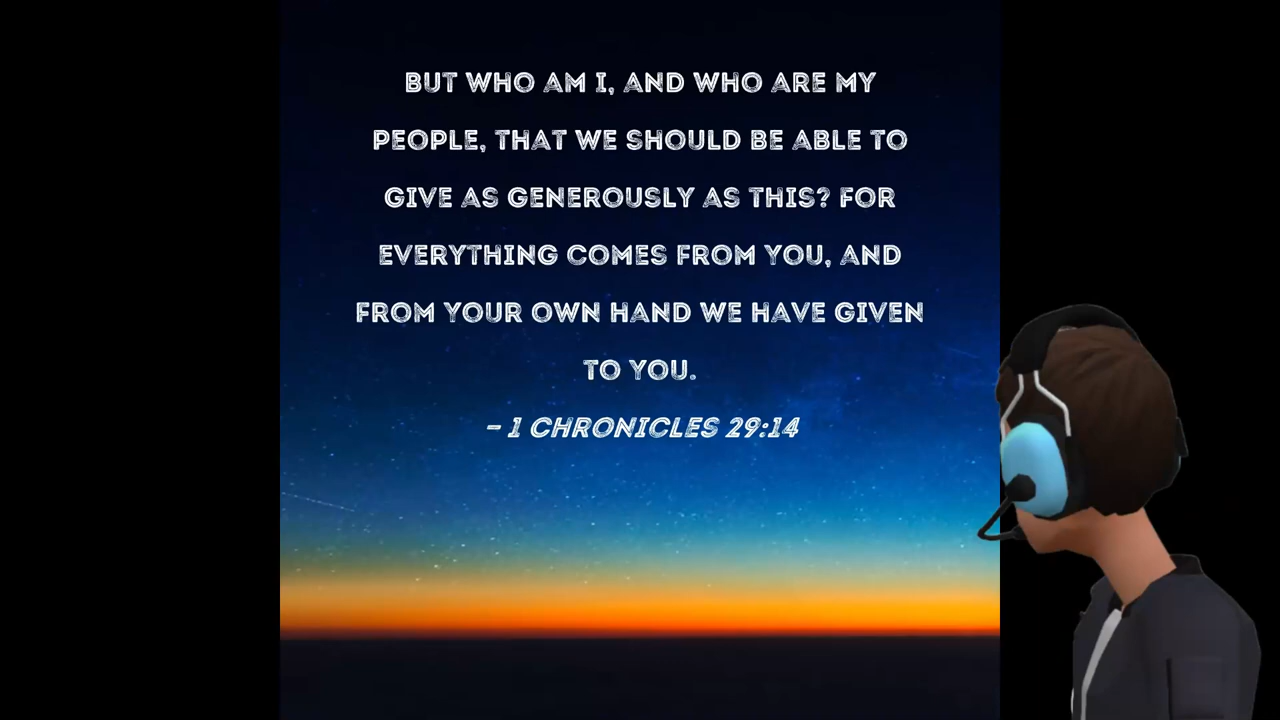 BUT WHO AM I, AND WHO ARE MY
PEOPLE, THAT WE SHOULD BE ABLE TO
GIVE AS GENEROUSLY AS THIS? FOR
EVERYTHING COMES FROM YOU, AND
FROM YOUR OWN HAND WE HAVE GIVEN
TO YOU.
- 1 CHRONICLES 29:14